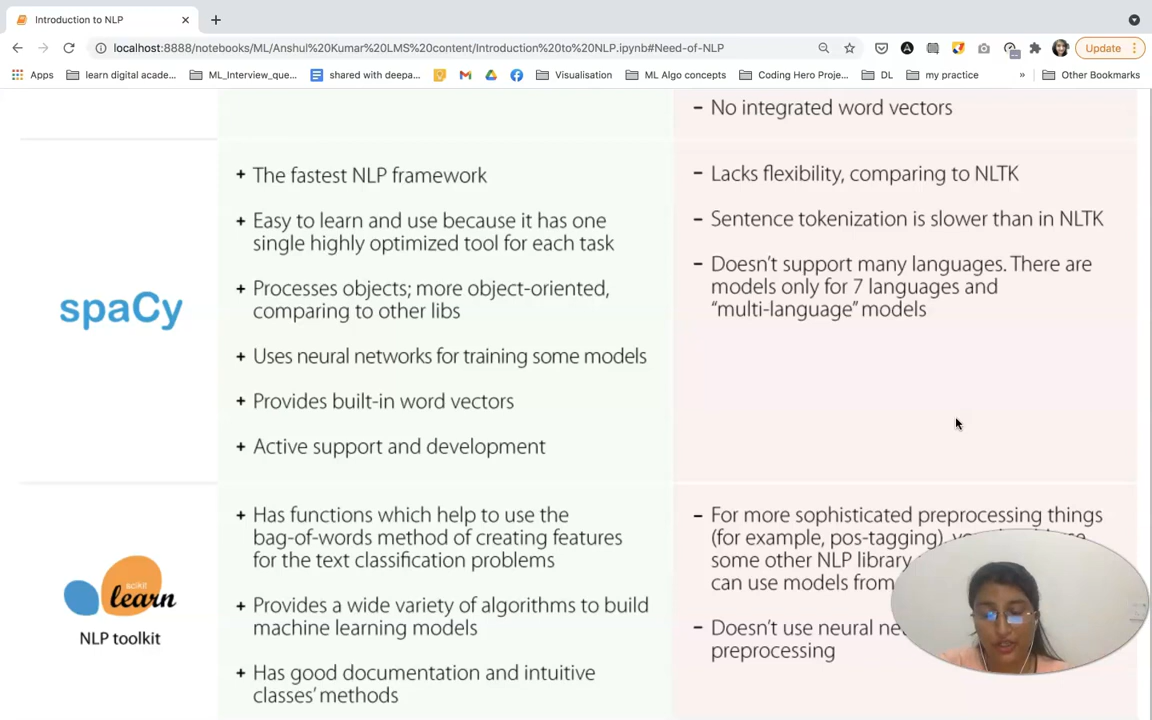 Introduction to NLP
localhost:8888/notebooks/ML/Anshul%20Kumar%20LMS%20content/Introduction%20to%20NLP.ipynb#Need-of-NLP
Update
Apps
learn digital acade...
ML_Interview_que...
shared with deepa...
Visualisation
ML Algo concepts
Coding Hero Proje...
DL
my practice
»
Other Bookmarks
– No integrated word vectors
spaCy
+ The fastest NLP framework
+ Easy to learn and use because it has one
single highly optimized tool for each task
+ Processes objects; more object-oriented,
comparing to other libs
+ Uses neural networks for training some models
+ Provides built-in word vectors
+ Active support and development
– Lacks flexibility, comparing to NLTK
– Sentence tokenization is slower than in NLTK
– Doesn't support many languages. There are
models only for 7 languages and
“multi-language” models
scikit
learn
NLP toolkit
+ Has functions which help to use the
bag-of-words method of creating features
for the text classification problems
+ Provides a wide variety of algorithms to build
machine learning models
+ Has good documentation and intuitive
classes' methods
– For more sophisticated preprocessing things
(for example, pos-tagging),
some other NLP library
can use models from
– Doesn't use neural
preprocessing